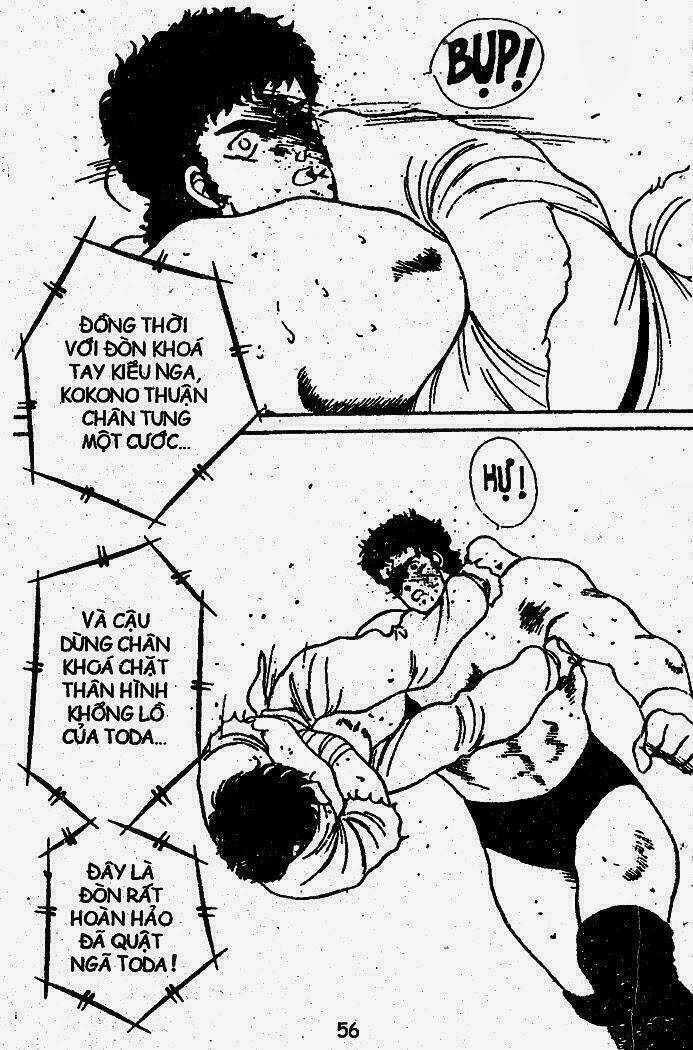 BỤP!
ĐỒNG THỜI
VỚI ĐÒN KHOÁ
TAY KIỂU NGA,
KOKONO THUẬN
CHÂN TUNG
MỘT CƯỚC...
HỰ!
VÀ CẬU
DÙNG CHÂN
KHOÁ CHẶT
THÂN HÌNH
KHỔNG LỒ
CỦA TODA...
ĐÂY LÀ
ĐÒN RẤT
HOÀN HẢO
ĐÃ QUẬT
NGÃ TODA!
56